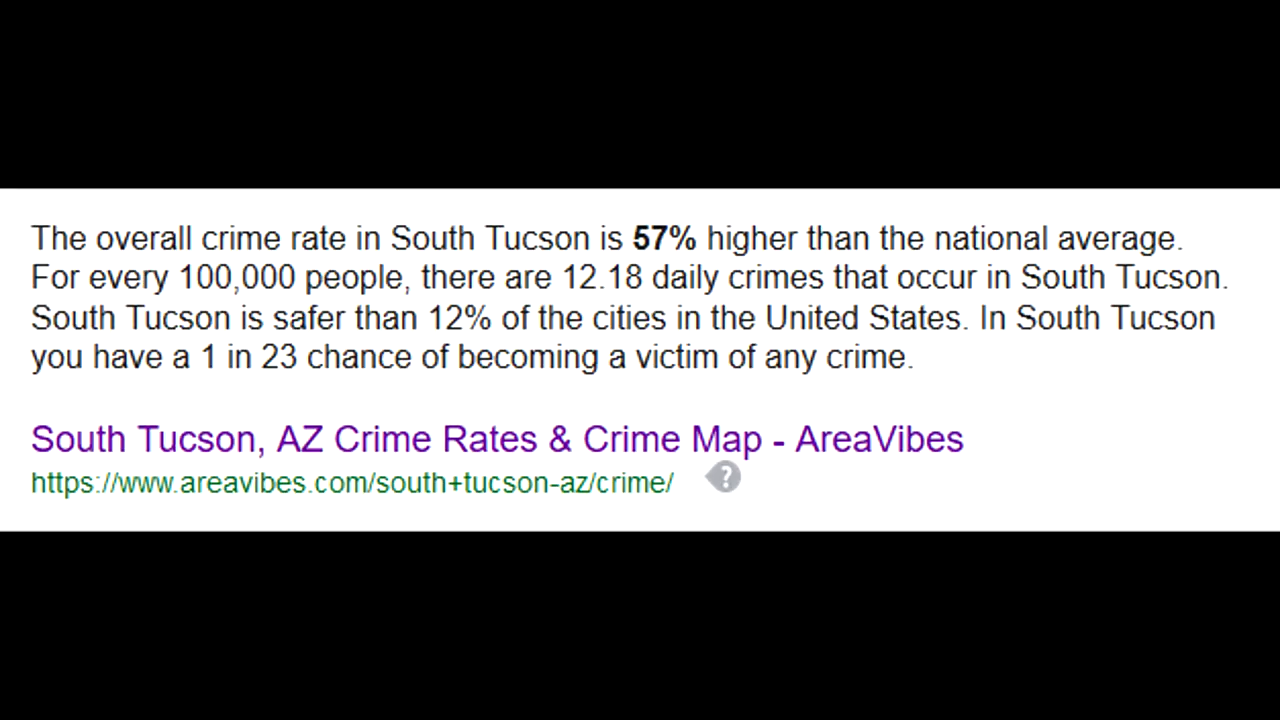 The overall crime rate in South Tucson is 57% higher than the national average.
For every 100,000 people, there are 12.18 daily crimes that occur in South Tucson.
South Tucson is safer than 12% of the cities in the United States. In South Tucson
you have a 1 in 23 chance of becoming a victim of any crime.
South Tucson, AZ Crime Rates & Crime Map - AreaVibes
https://www.areavibes.com/south+tucson-az/crime/ ?